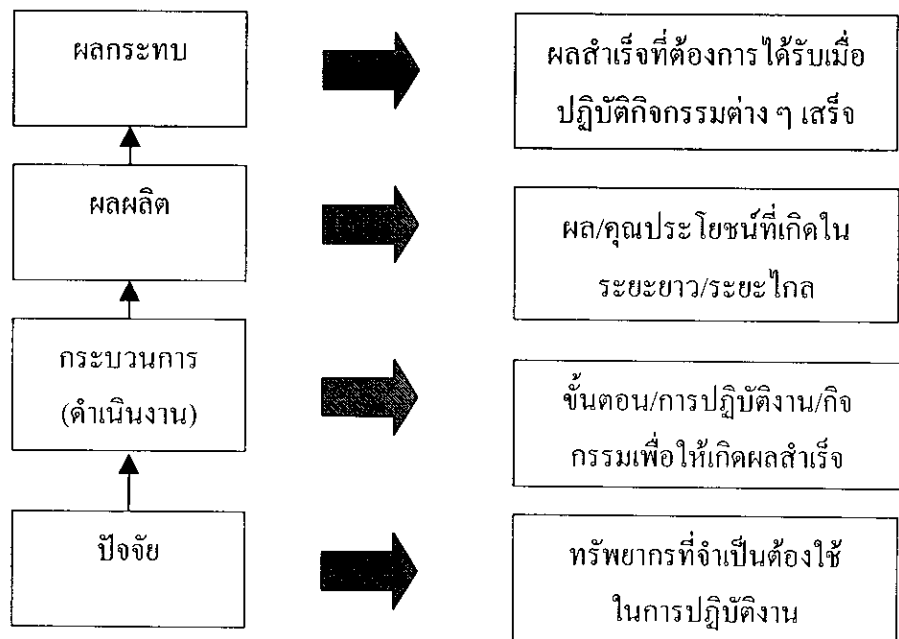 ผลกระทบ
ผลสำเร็จที่ต้องการได้รับเมื่อ
ปฏิบัติกิจกรรมต่าง ๆ เสร็จ
ผลผลิต
ผล/คุณประโยชน์ที่เกิดใน
ระยะยาว/ระยะไกล
กระบวนการ
(ดำเนินงาน)
ขั้นตอน/การปฏิบัติงาน/กิจ
กรรมเพื่อให้เกิดผลสำเร็จ
ปัจจัย
ทรัพยากรที่จำเป็นต้องใช้
ในการปฏิบัติงาน